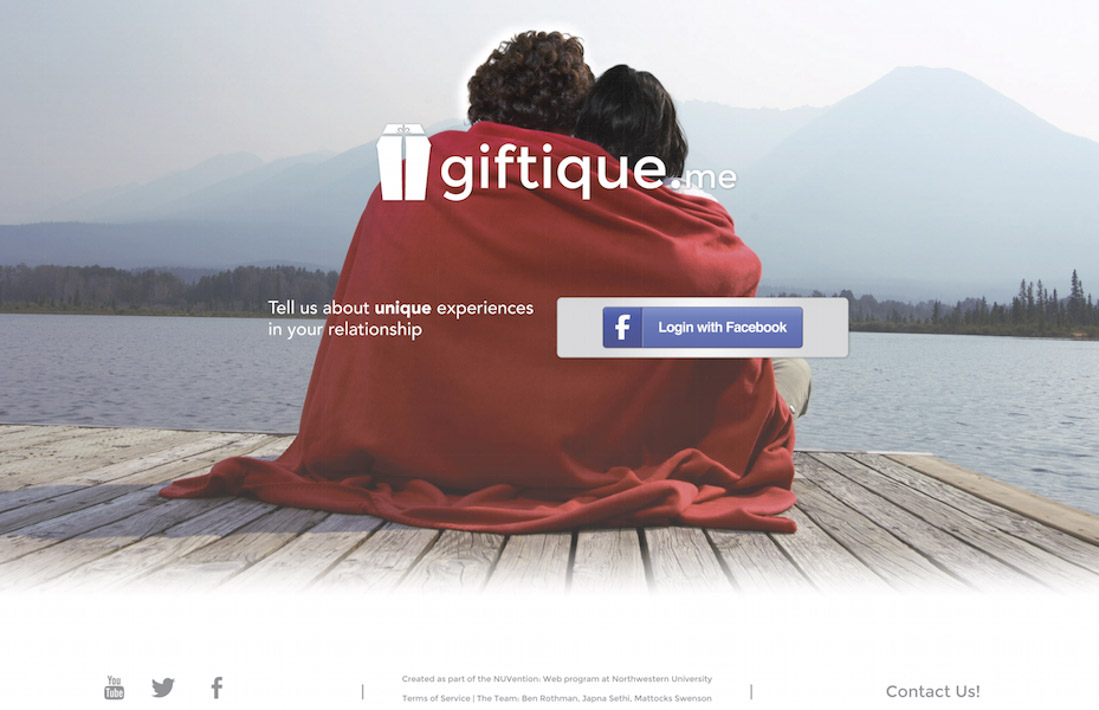 giftique.me
Tell us about unique experiences
in your relationship
f Login with Facebook
You
Tube
f
Created as part of the NUVention: Web program at Northwestern University
Terms of Service | The Team: Ben Rothman, Japna Sethi, Mattocks Swenson
Contact Us!